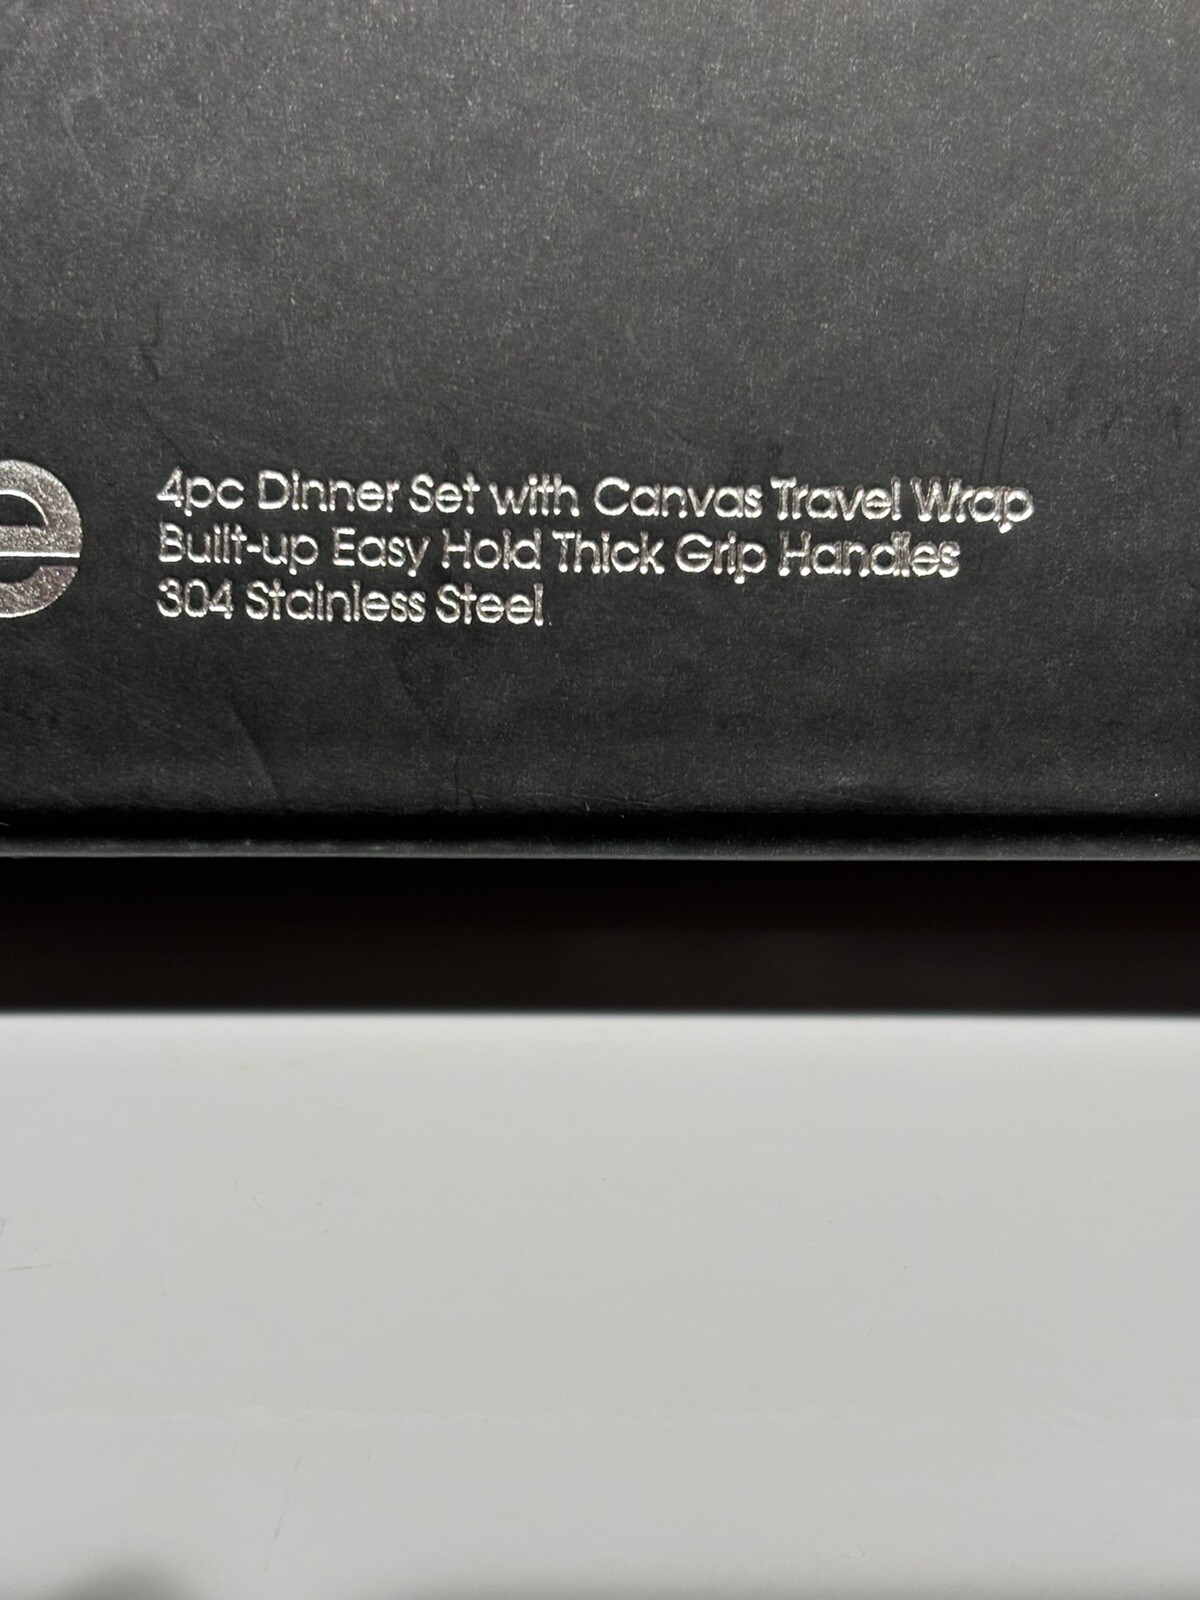 e
4pc Dinner Set with Canvas Travel Wrap
Built-up Easy Hold Thick Grip Handles
304 Stainless Steel